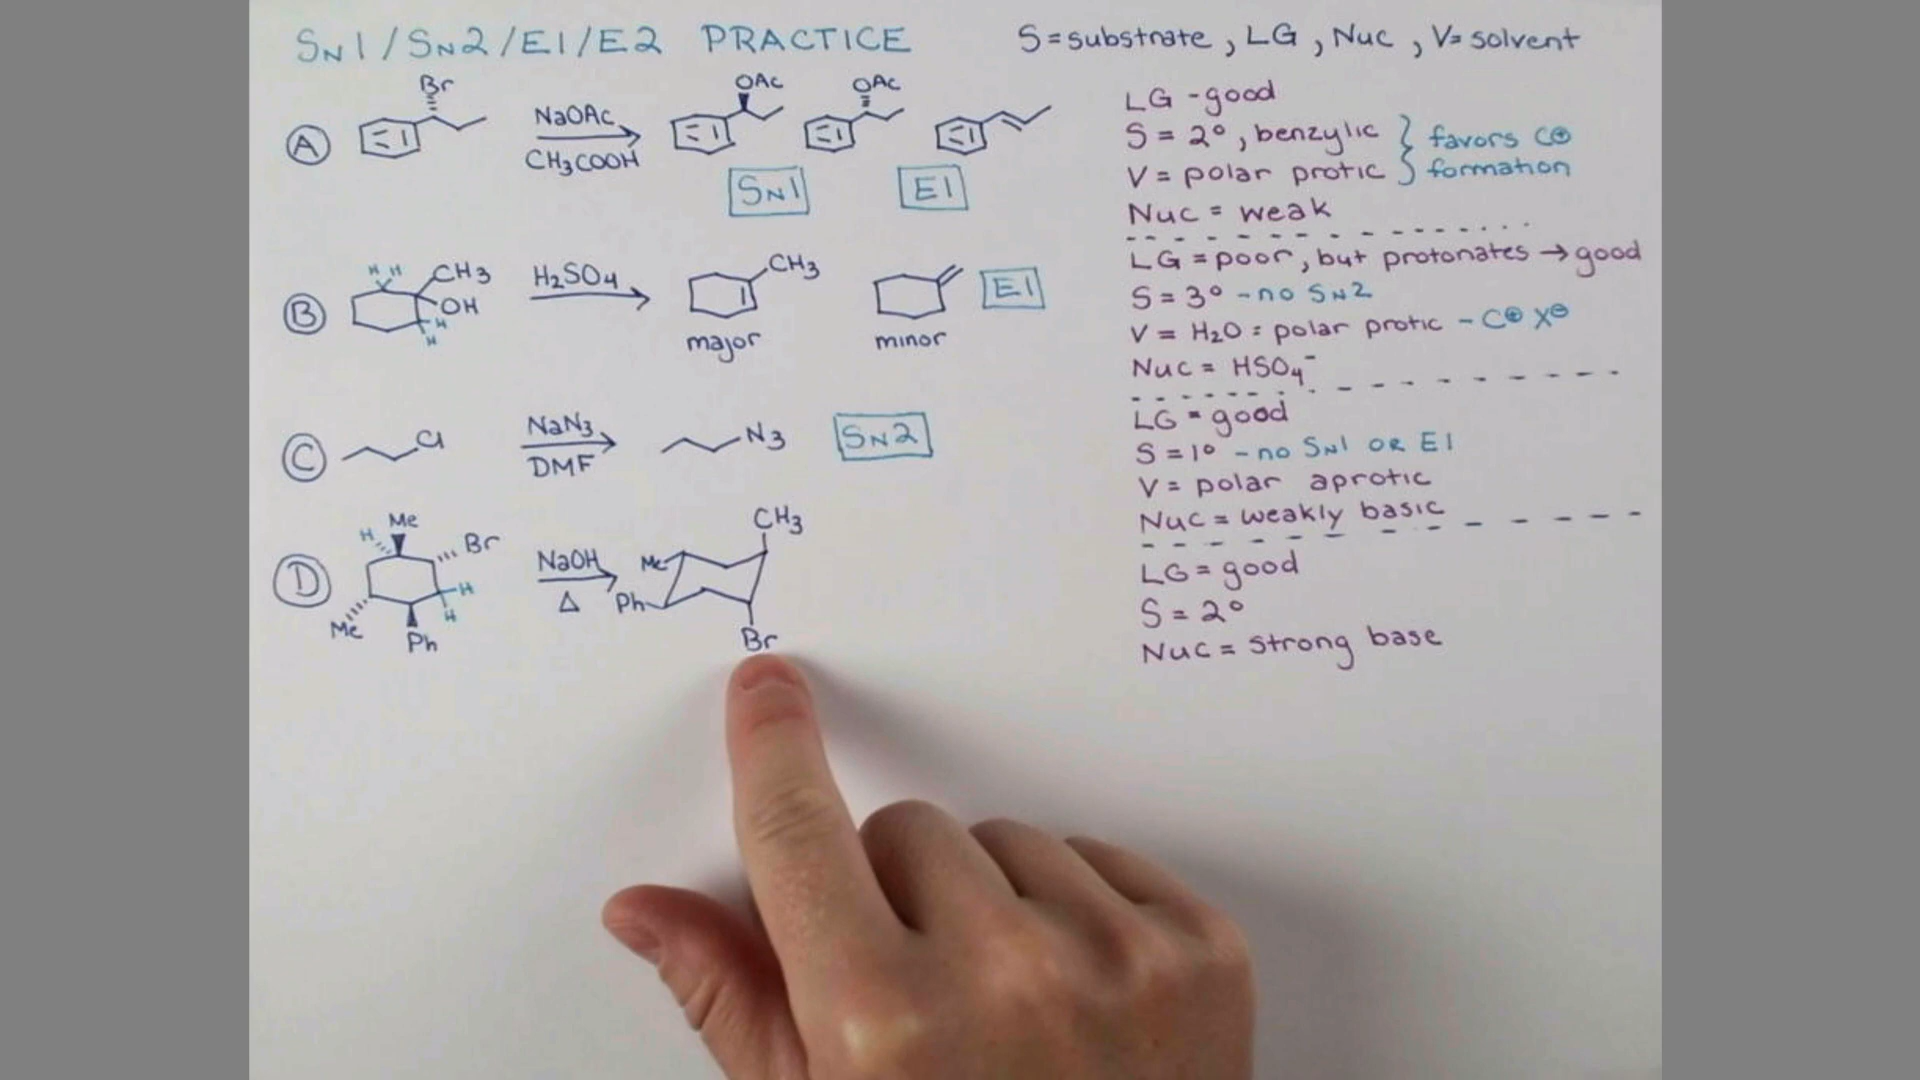 SN1/SN2/E1/E2 PRACTICE
S=substrate, LG, Nuc, V=solvent
A
Br
NaOAc
CH3COOH
OAc
OAc
SN1
E1
LG - good
S = 2°, benzylic } favors C⊕
V = polar protic } formation
Nuc = weak
B
H H
CH3
OH
H
H
H2SO4
CH3
major
minor
E1
LG = poor, but protonates → good
S = 3° - no SN2
V = H2O = polar protic - C⊕ X⊖
Nuc = HSO4⁻
C
Cl
NaN3
DMF
N3
SN2
LG = good
S = 1° - no SN1 OR E1
V = polar aprotic
Nuc = weakly basic
D
Me
H
Br
H
H
Me
Ph
NaOH
Δ
CH3
Me
Ph
Br
LG = good
S = 2°
Nuc = strong base